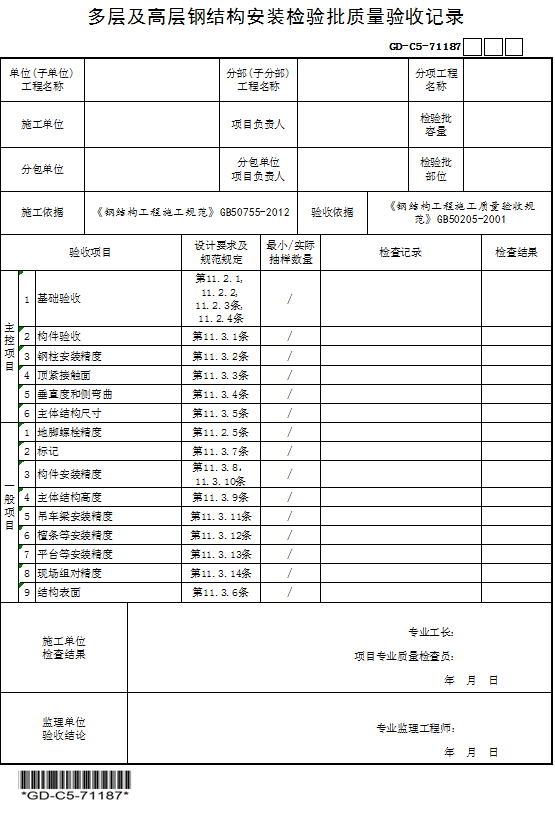 多层及高层钢结构安装检验批质量验收记录
GD-C5-71187
单位(子单位)
工程名称
分部(子分部)
工程名称
分项工程
名称
施工单位
项目负责人
检验批
容量
分包单位
分包单位
项目负责人
检验批
部位
施工依据
《钢结构工程施工规范》GB50755-2012
验收依据
《钢结构工程施工质量验收规
范》GB50205-2001
验收项目
设计要求及
规范规定
最小/实际
抽样数量
检查记录
检查结果
主控项目
1
基础验收
第11.2.1,
11.2.2,
11.2.3条,
11.2.4条
/
2
构件验收
第11.3.1条
/
3
钢柱安装精度
第11.3.2条
/
4
顶紧接触面
第11.3.3条
/
5
垂直度和侧弯曲
第11.3.4条
/
6
主体结构尺寸
第11.3.5条
/
一般项目
1
地脚螺栓精度
第11.2.5条
/
2
标记
第11.3.7条
/
3
构件安装精度
第11.3.8，
11.3.10条
/
4
主体结构高度
第11.3.9条
/
5
吊车梁安装精度
第11.3.11条
/
6
檀条等安装精度
第11.3.12条
/
7
平台等安装精度
第11.3.13条
/
8
现场组对精度
第11.3.14条
/
9
结构表面
第11.3.6条
/
施工单位
检查结果
专业工长：
项目专业质量检查员：
年 月 日
监理单位
验收结论
专业监理工程师：
年 月 日
*GD-C5-71187*